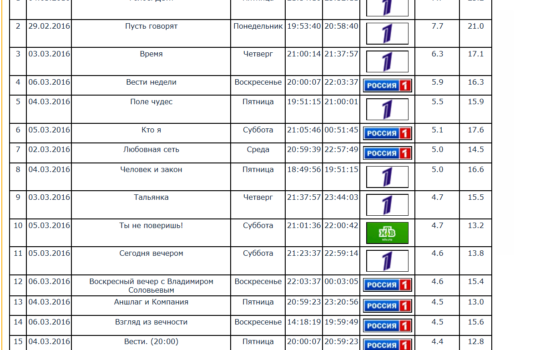 2 29.02.2016 Пусть говорят Понедельник 19:53:40 20:58:40 1 7.7 21.0
3 03.03.2016 Время Четверг 21:00:14 21:37:57 1 6.3 17.1
4 06.03.2016 Вести недели Воскресенье 20:00:07 22:03:37 РОССИЯ 1 5.9 16.3
5 04.03.2016 Поле чудес Пятница 19:51:15 21:00:01 1 5.5 15.9
6 05.03.2016 Кто я Суббота 21:05:46 00:51:45 РОССИЯ 1 5.1 17.6
7 02.03.2016 Любовная сеть Среда 20:59:39 22:57:49 РОССИЯ 1 5.0 14.5
8 04.03.2016 Человек и закон Пятница 18:49:56 19:51:15 1 5.0 16.6
9 03.03.2016 Тальянка Четверг 21:37:57 23:44:03 1 4.7 15.5
10 05.03.2016 Ты не поверишь! Суббота 21:01:36 22:00:42 НТВ 4.7 13.2
11 05.03.2016 Сегодня вечером Суббота 21:23:37 22:59:14 1 4.6 13.8
12 06.03.2016 Воскресный вечер с Владимиром
Соловьевым Воскресенье 22:03:37 00:03:05 РОССИЯ 1 4.6 15.4
13 04.03.2016 Аншлаг и Компания Пятница 20:59:23 23:20:56 РОССИЯ 1 4.5 13.0
14 06.03.2016 Взгляд из вечности Воскресенье 14:18:19 19:59:49 РОССИЯ 1 4.5 15.6
15 04.03.2016 Вести. (20:00) Пятница 20:00:07 20:59:23 РОССИЯ 1 4.4 12.8